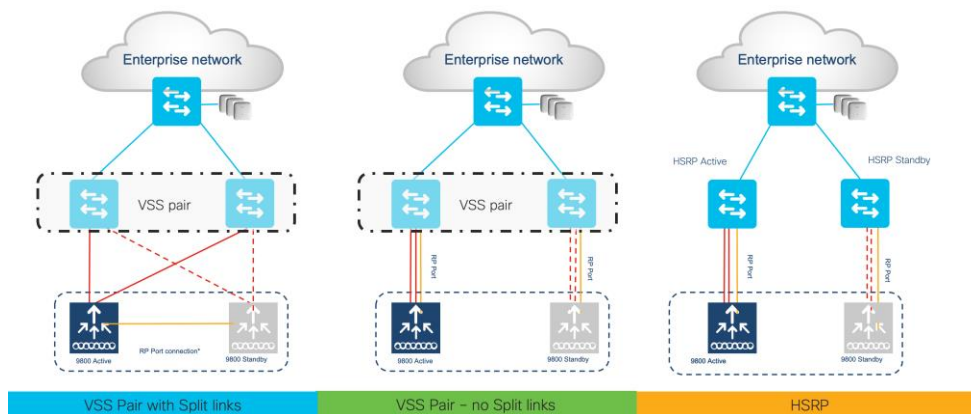 Enterprise network
VSS pair
9800 Active
RP Port connection*
9800 Standby
VSS Pair with Split links
Enterprise network
VSS pair
RP Port
RP Port
9800 Active
9800 Standby
VSS Pair – no Split links
Enterprise network
HSRP Active
HSRP Standby
RP Port
RP Port
9800 Active
9800 Standby
HSRP